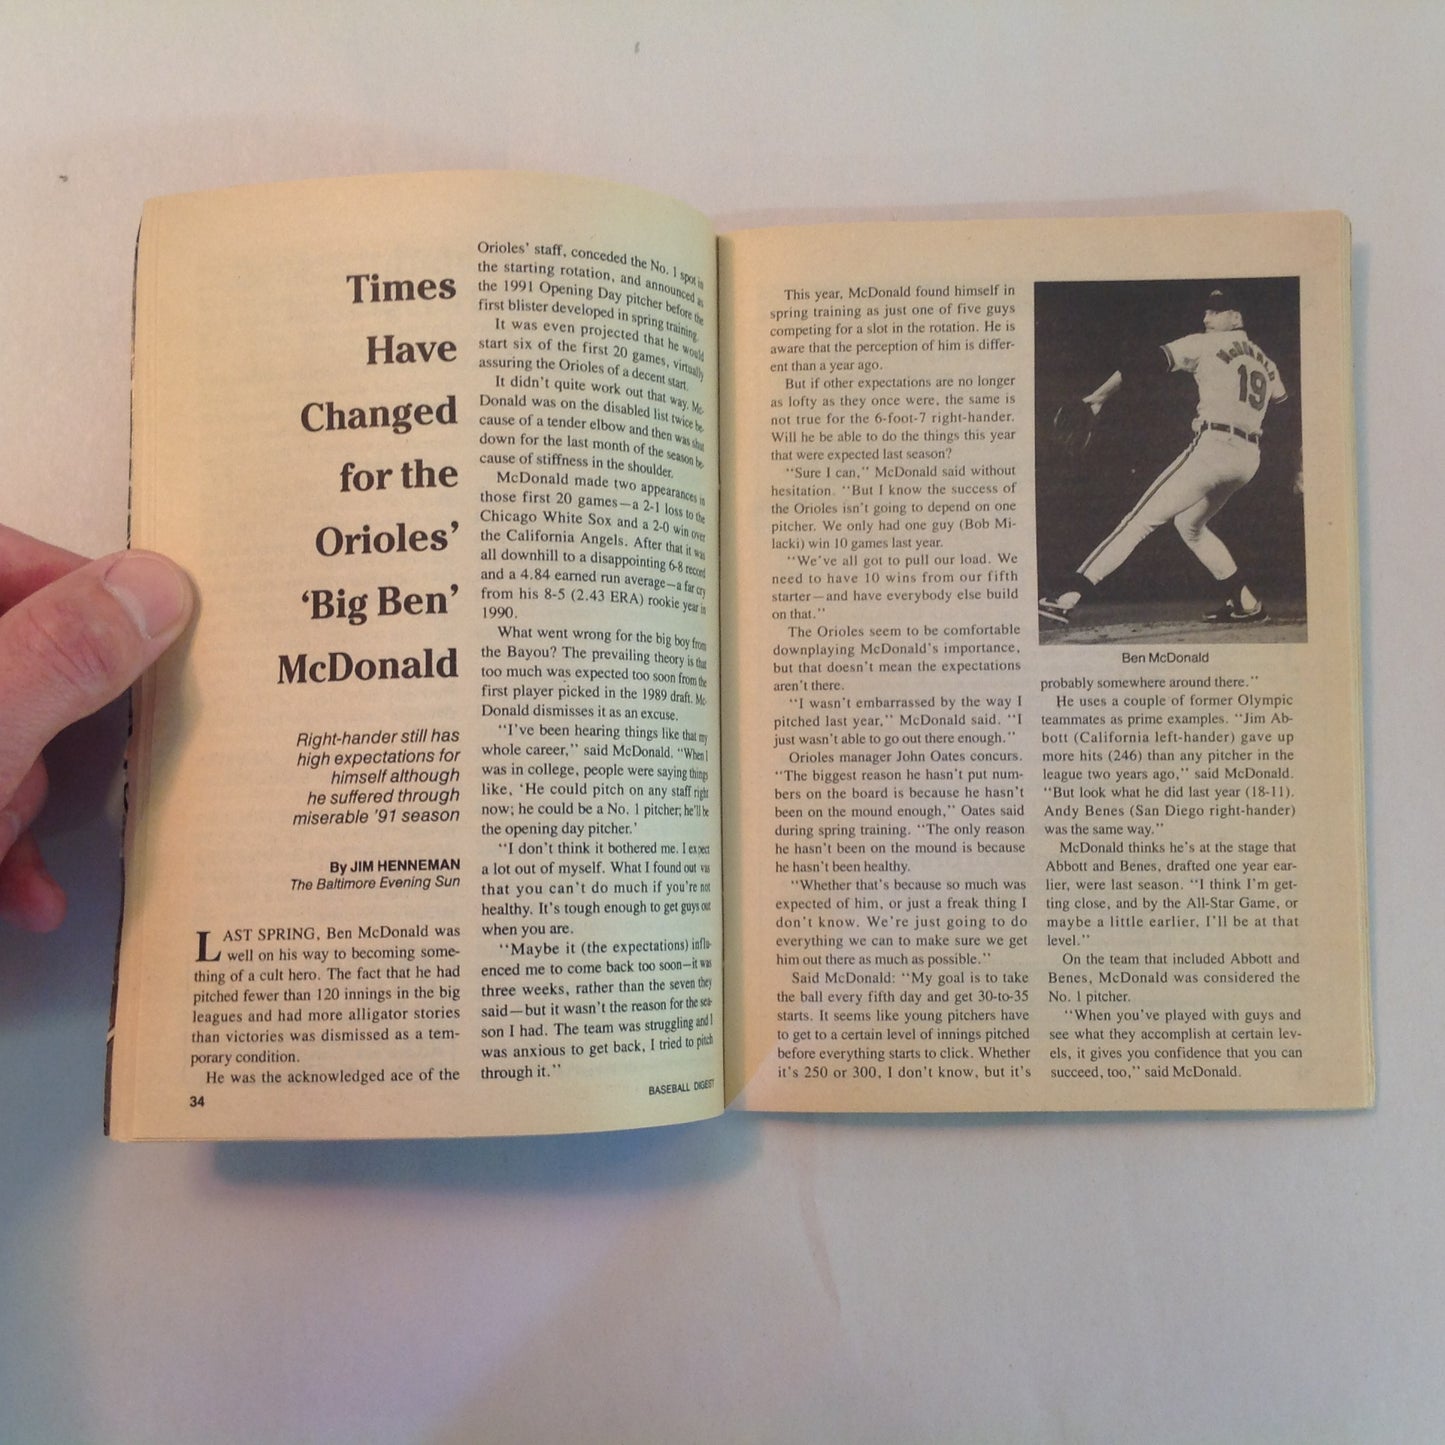 Times
Have
Changed
for the
Orioles'
'Big Ben'
McDonald
Right-hander still has
high expectations for
himself although
he suffered through
miserable '91 season
By JIM HENNEMAN
The Baltimore Evening Sun
LAST SPRING, Ben McDonald was
well on his way to becoming some-
thing of a cult hero. The fact that he had
pitched fewer than 120 innings in the big
leagues and had more alligator stories
than victories was dismissed as a tem-
porary condition.
He was the acknowledged ace of the
34
Orioles' staff, conceded the No. 1 spot in
the starting rotation, and announced as
the 1991 Opening Day pitcher before the
first blister developed in spring training.
It was even projected that he would
start six of the first 20 games, virtually
assuring the Orioles of a decent start.
It didn't quite work out that way. Mc-
Donald was on the disabled list twice be-
cause of a tender elbow and then was shut
down for the last month of the season be-
cause of stiffness in the shoulder.
McDonald made two appearances in
those first 20 games—a 2-1 loss to the
Chicago White Sox and a 2-0 win over
the California Angels. After that it was
all downhill to a disappointing 6-8 record
and a 4.84 earned run average—a far cry
from his 8-5 (2.43 ERA) rookie year in
1990.
What went wrong for the big boy from
the Bayou? The prevailing theory is that
too much was expected too soon from the
first player picked in the 1989 draft. Mc-
Donald dismisses it as an excuse.
"I've been hearing things like that my
whole career," said McDonald. "When I
was in college, people were saying things
like, 'He could pitch on any staff right
now; he could be a No. 1 pitcher; he'll be
the opening day pitcher.'
"I don't think it bothered me. I expect
a lot out of myself. What I found out was
that you can't do much if you're not
healthy. It's tough enough to get guys out
when you are.
"Maybe it (the expectations) influ-
enced me to come back too soon—it was
three weeks, rather than the seven they
said—but it wasn't the reason for the sea-
son I had. The team was struggling and I
was anxious to get back, I tried to pitch
through it."
BASEBALL DIGEST
This year, McDonald found himself in
spring training as just one of five guys
competing for a slot in the rotation. He is
aware that the perception of him is differ-
ent than a year ago.
But if other expectations are no longer
as lofty as they once were, the same is
not true for the 6-foot-7 right-hander.
Will he be able to do the things this year
that were expected last season?
"Sure I can," McDonald said without
hesitation. "But I know the success of
the Orioles isn't going to depend on one
pitcher. We only had one guy (Bob Mi-
lacki) win 10 games last year.
"We've all got to pull our load. We
need to have 10 wins from our fifth
starter—and have everybody else build
on that."
The Orioles seem to be comfortable
downplaying McDonald's importance,
but that doesn't mean the expectations
aren't there.
"I wasn't embarrassed by the way I
pitched last year," McDonald said. "I
just wasn't able to go out there enough."
Orioles manager John Oates concurs.
"The biggest reason he hasn't put num-
bers on the board is because he hasn't
been on the mound enough," Oates said
during spring training. "The only reason
he hasn't been on the mound is because
he hasn't been healthy.
"Whether that's because so much was
expected of him, or just a freak thing I
don't know. We're just going to do
everything we can to make sure we get
him out there as much as possible."
Said McDonald: "My goal is to take
the ball every fifth day and get 30-to-35
starts. It seems like young pitchers have
to get to a certain level of innings pitched
before everything starts to click. Whether
it's 250 or 300, I don't know, but it's
McDONALD
19
Ben McDonald
probably somewhere around there."
He uses a couple of former Olympic
teammates as prime examples. "Jim Ab-
bott (California left-hander) gave up
more hits (246) than any pitcher in the
league two years ago," said McDonald.
"But look what he did last year (18-11).
Andy Benes (San Diego right-hander)
was the same way."
McDonald thinks he's at the stage that
Abbott and Benes, drafted one year ear-
lier, were last season. "I think I'm get-
ting close, and by the All-Star Game, or
maybe a little earlier, I'll be at that
level."
On the team that included Abbott and
Benes, McDonald was considered the
No. 1 pitcher.
"When you've played with guys and
see what they accomplish at certain lev-
els, it gives you confidence that you can
succeed, too," said McDonald.